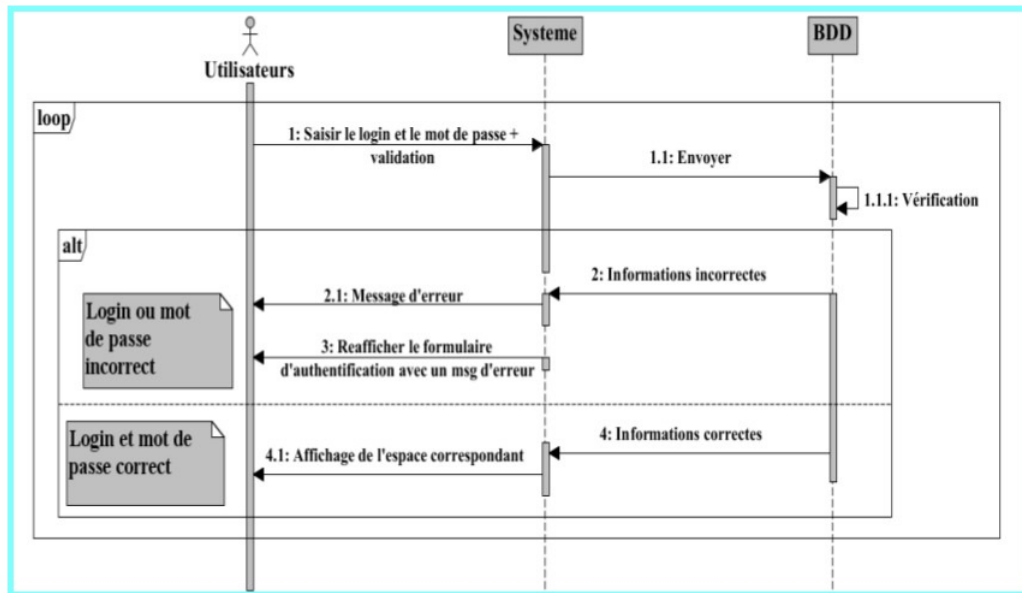 Utilisateurs
Systeme
BDD
loop
1: Saisir le login et le mot de passe +
validation
1.1: Envoyer
1.1.1: Vérification
alt
2: Informations incorrectes
2.1: Message d'erreur
Login ou mot
de passe
incorrect
3: Reafficher le formulaire
d'authentification avec un msg d'erreur
Login et mot de
passe correct
4: Informations correctes
4.1: Affichage de l'espace correspondant